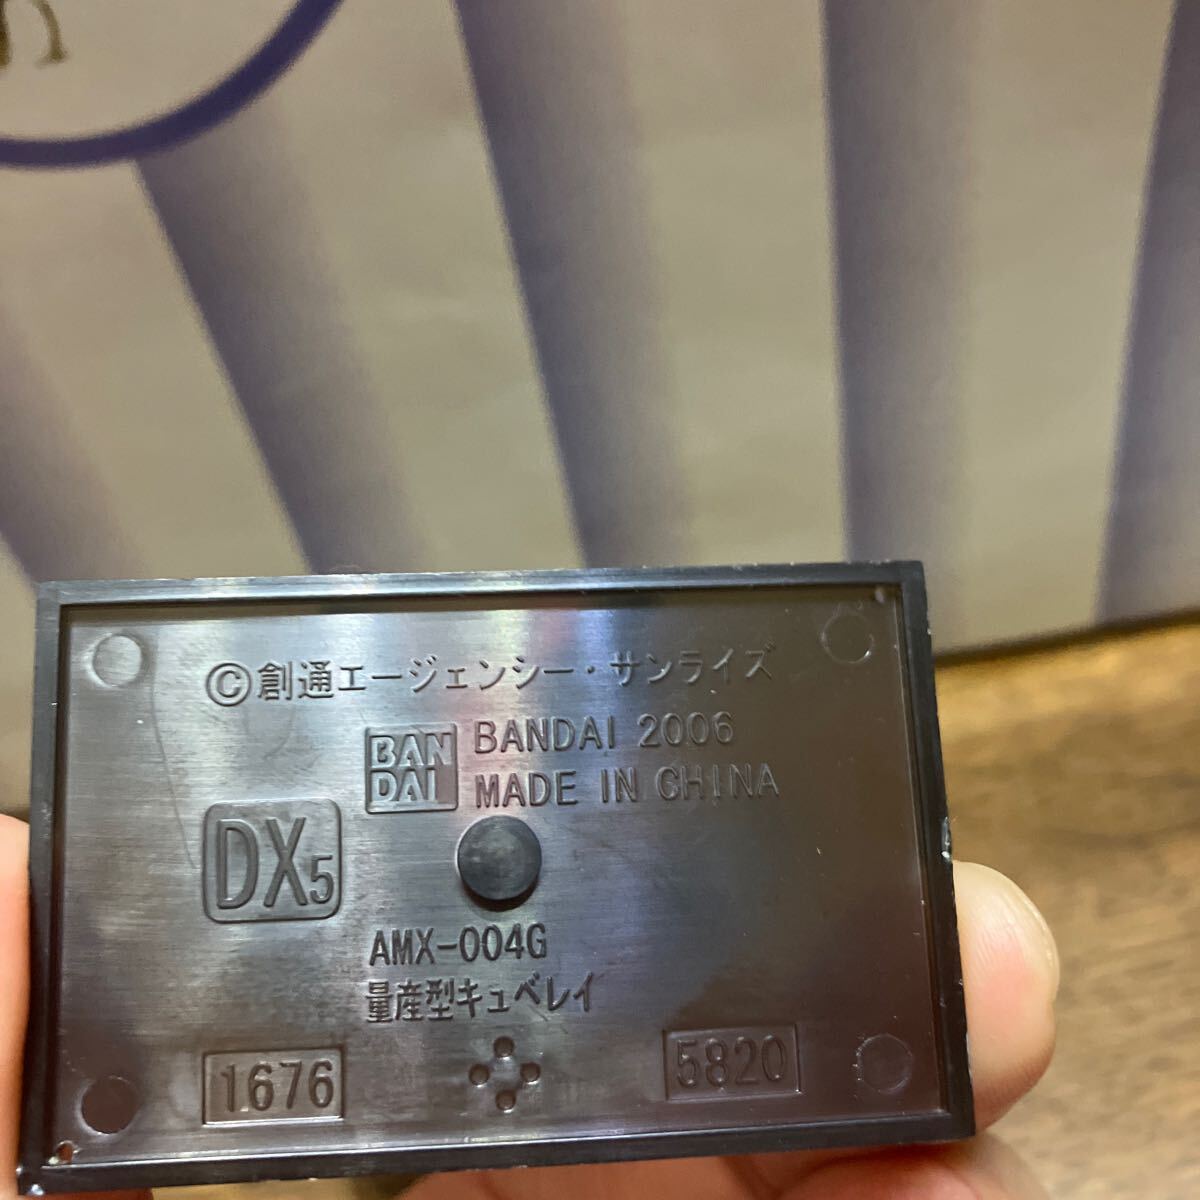 ©創通エージェンシー・サンライズ
BAN
DAI
BANDAI 2006
MADE IN CHINA
DX5
AMX-004G
量産型キュベレイ
1676
5820